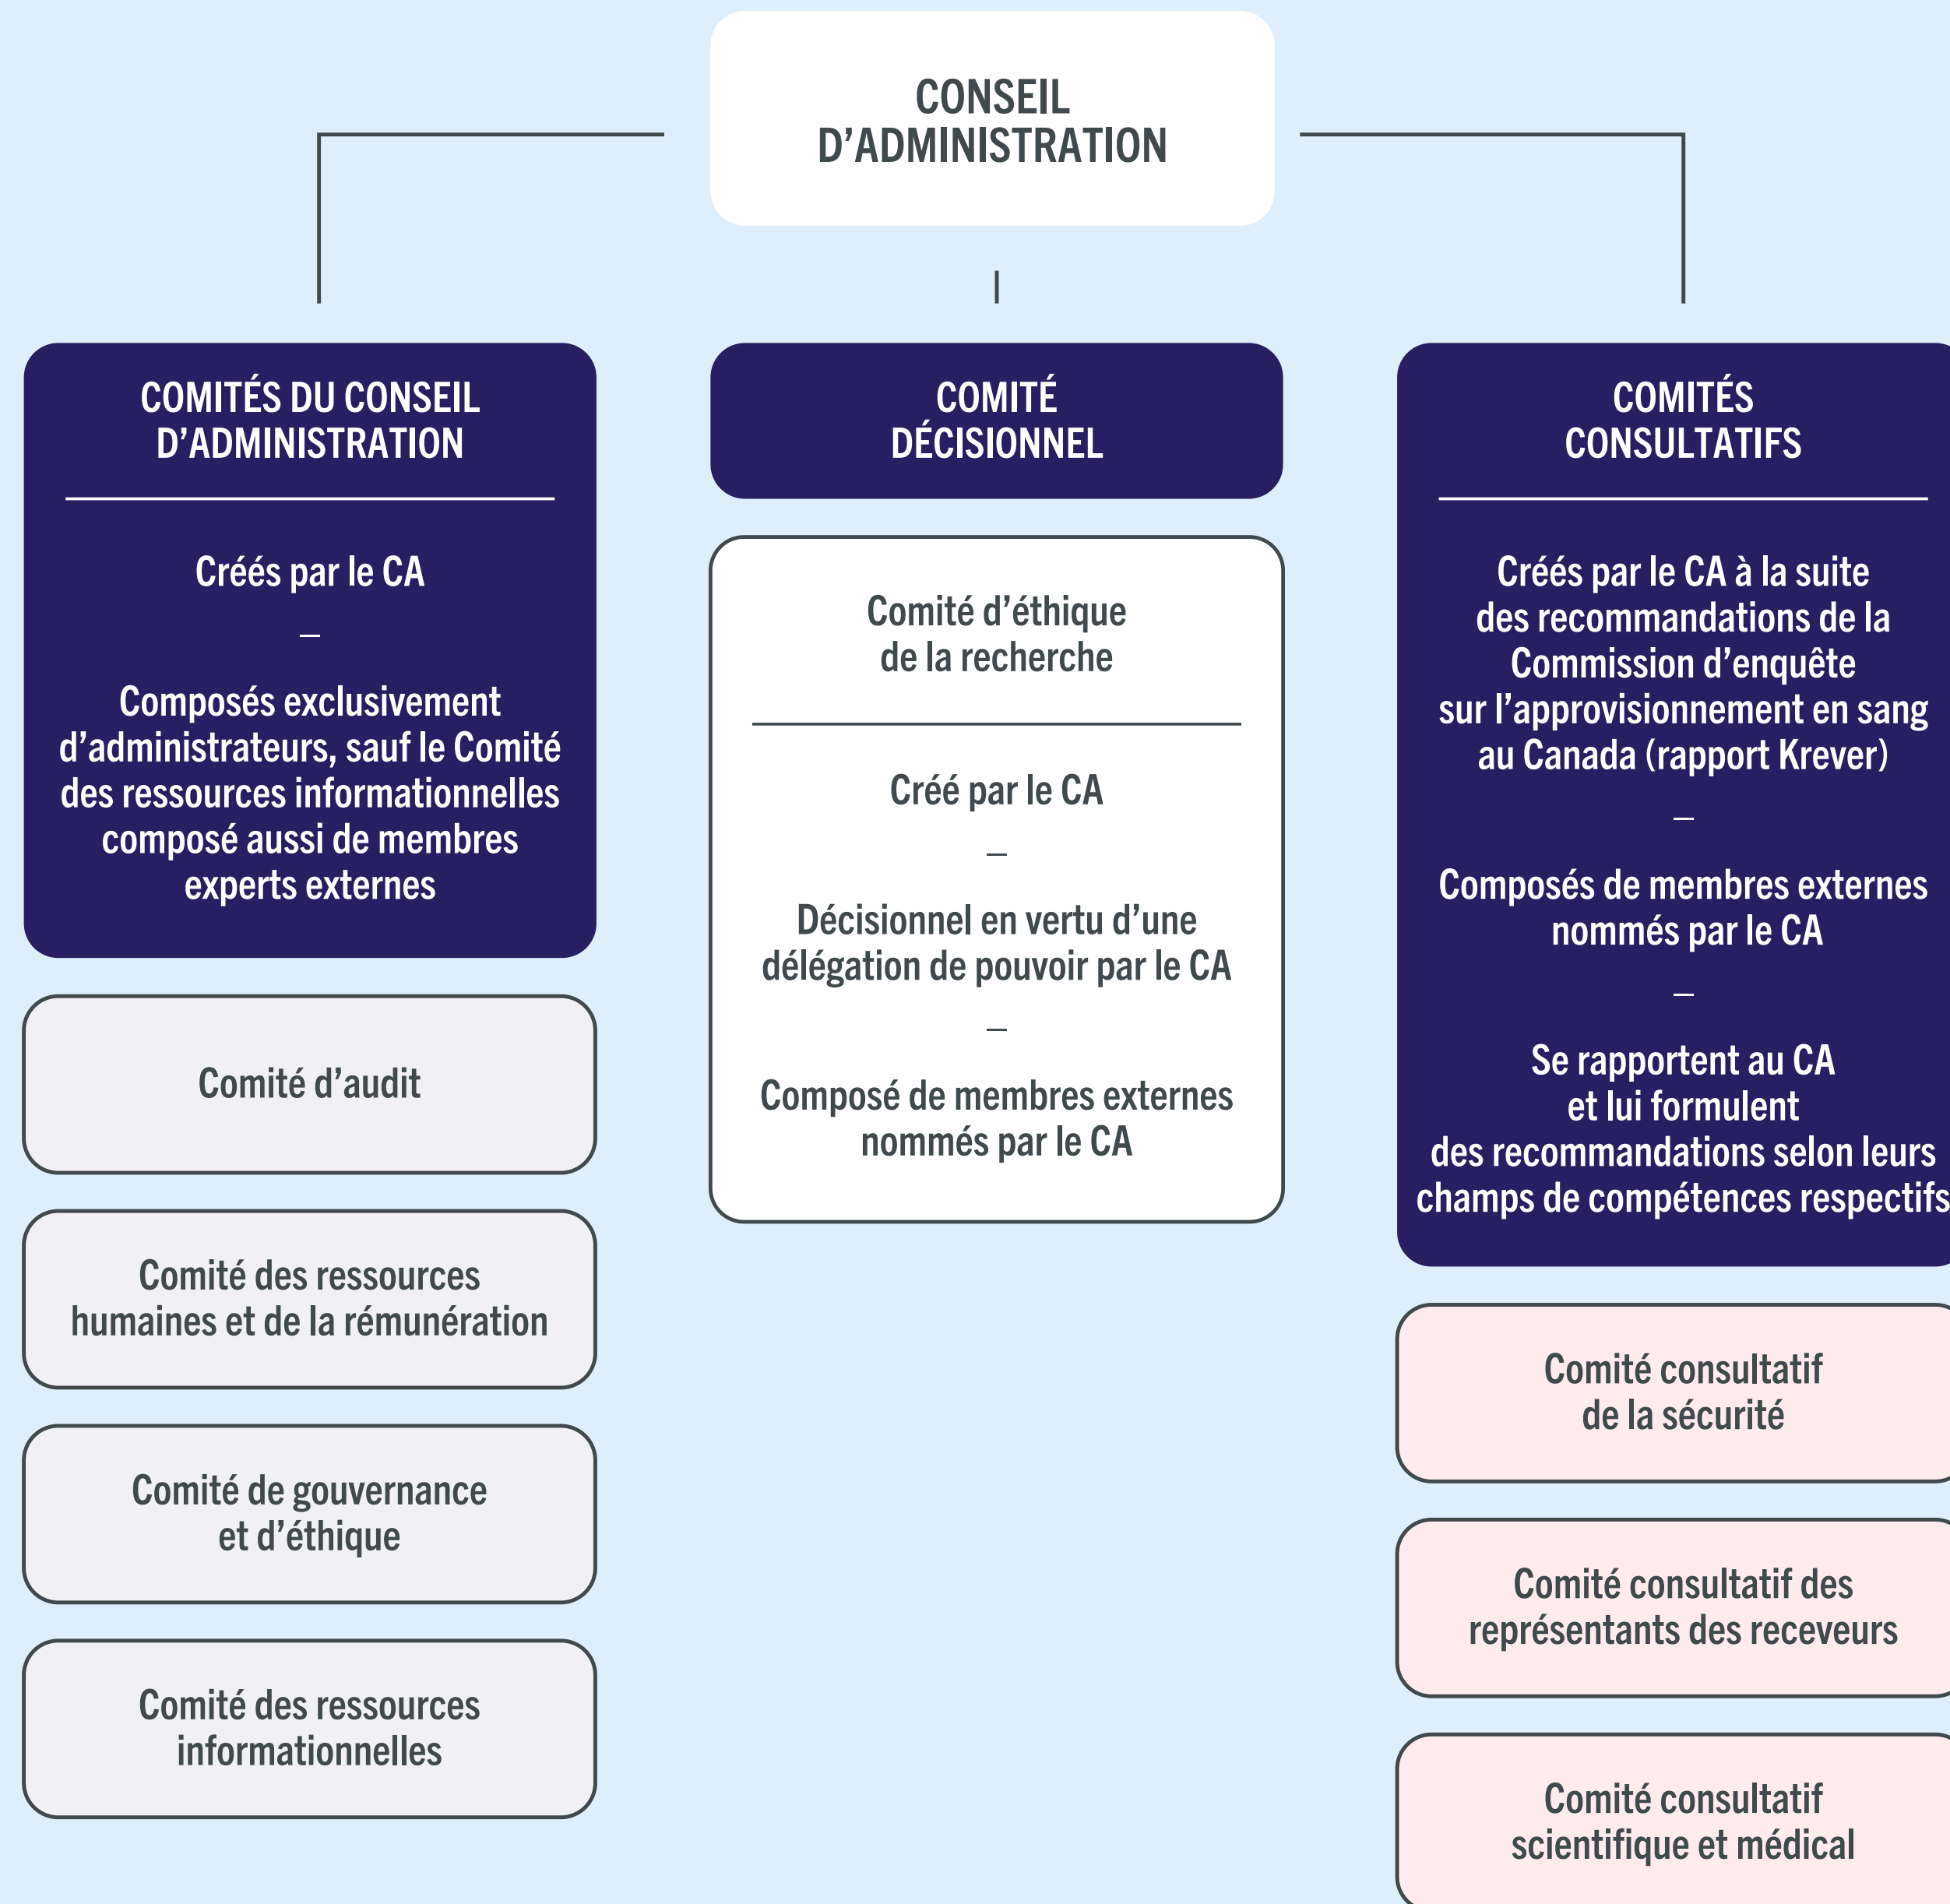 CONSEIL
D’ADMINISTRATION
COMITÉS DU CONSEIL
D’ADMINISTRATION
Créés par le CA
–
Composés exclusivement
d’administrateurs, sauf le Comité
des ressources informationnelles
composé aussi de membres
experts externes
Comité d’audit
Comité des ressources
humaines et de la rémunération
Comité de gouvernance
et d’éthique
Comité des ressources
informationnelles
COMITÉ
DÉCISIONNEL
Comité d’éthique
de la recherche
Créé par le CA
–
Décisionnel en vertu d’une
délégation de pouvoir par le CA
–
Composé de membres externes
nommés par le CA
COMITÉS
CONSULTATIFS
Créés par le CA à la suite
des recommandations de la
Commission d’enquête
sur l’approvisionnement en sang
au Canada (rapport Krever)
–
Composés de membres externes
nommés par le CA
–
Se rapportent au CA
et lui formulent
des recommandations selon leurs
champs de compétences respectifs
Comité consultatif
de la sécurité
Comité consultatif des
représentants des receveurs
Comité consultatif
scientifique et médical